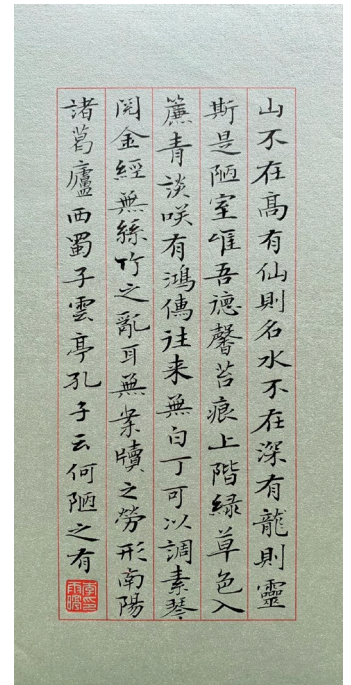 山不在髙有仙則名水不在深有龍則靈
斯是陋室惟吾德馨苔痕上階緑草色入
簾青談咲有鴻儒往来無白丁可以調素琴
閲金經無絲竹之亂耳無案牘之勞形南陽
諸葛廬西蜀子雲亭孔子云何陋之有